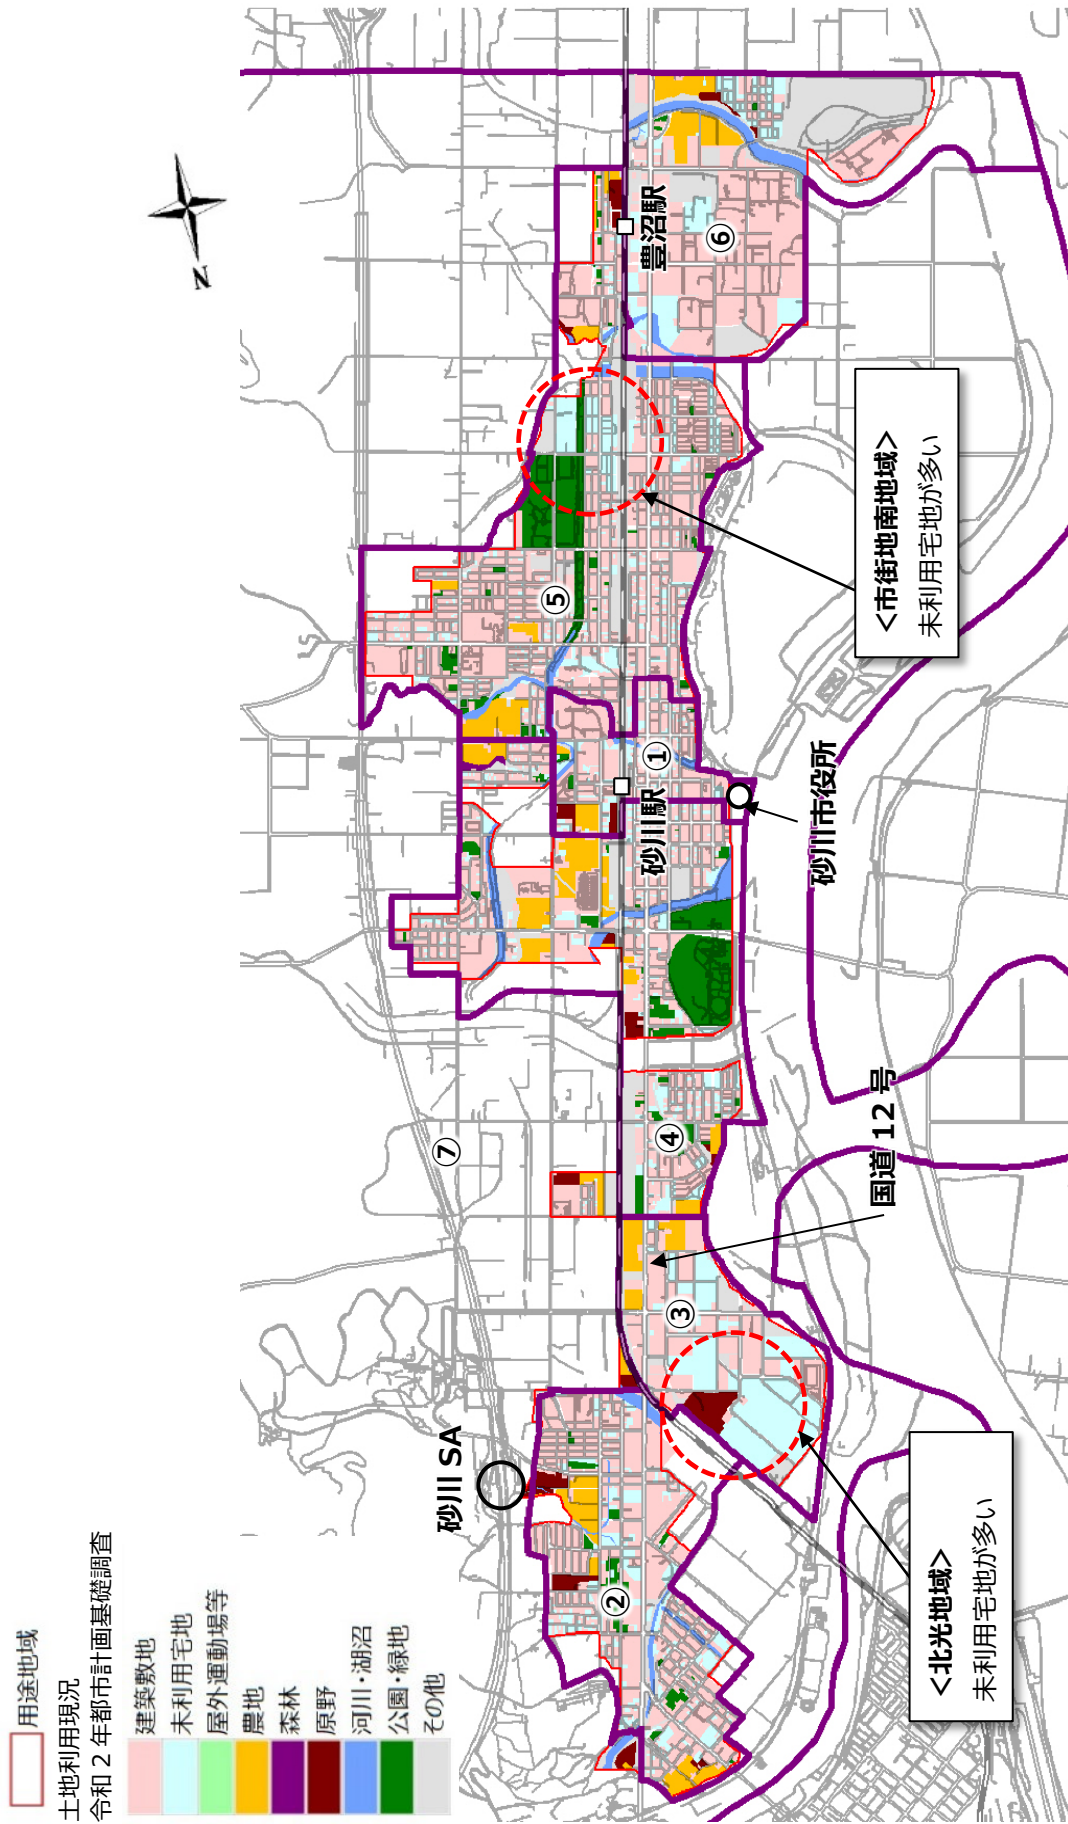 用途地域
土地利用現況
令和２年都市計画基礎調査
建築敷地
未利用宅地
屋外運動場等
農地
森林
原野
河川・湖沼
公園・緑地
その他
N
砂川 SA
②
<北光地域>
未利用宅地が多い
③
国道 12 号
⑦
④
砂川駅
①
砂川市役所
⑤
<市街地南地域>
未利用宅地が多い
豊沼駅
⑥